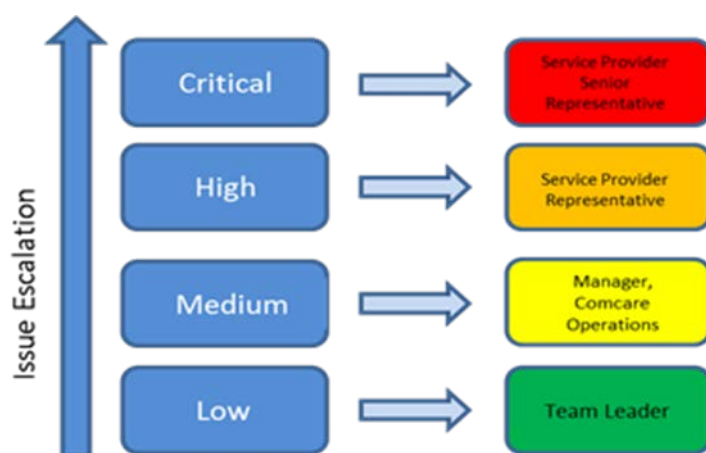 Issue Escalation
Critical
Service Provider
Senior
Representative
High
Service Provider
Representative
Medium
Manager,
Comcare
Operations
Low
Team Leader